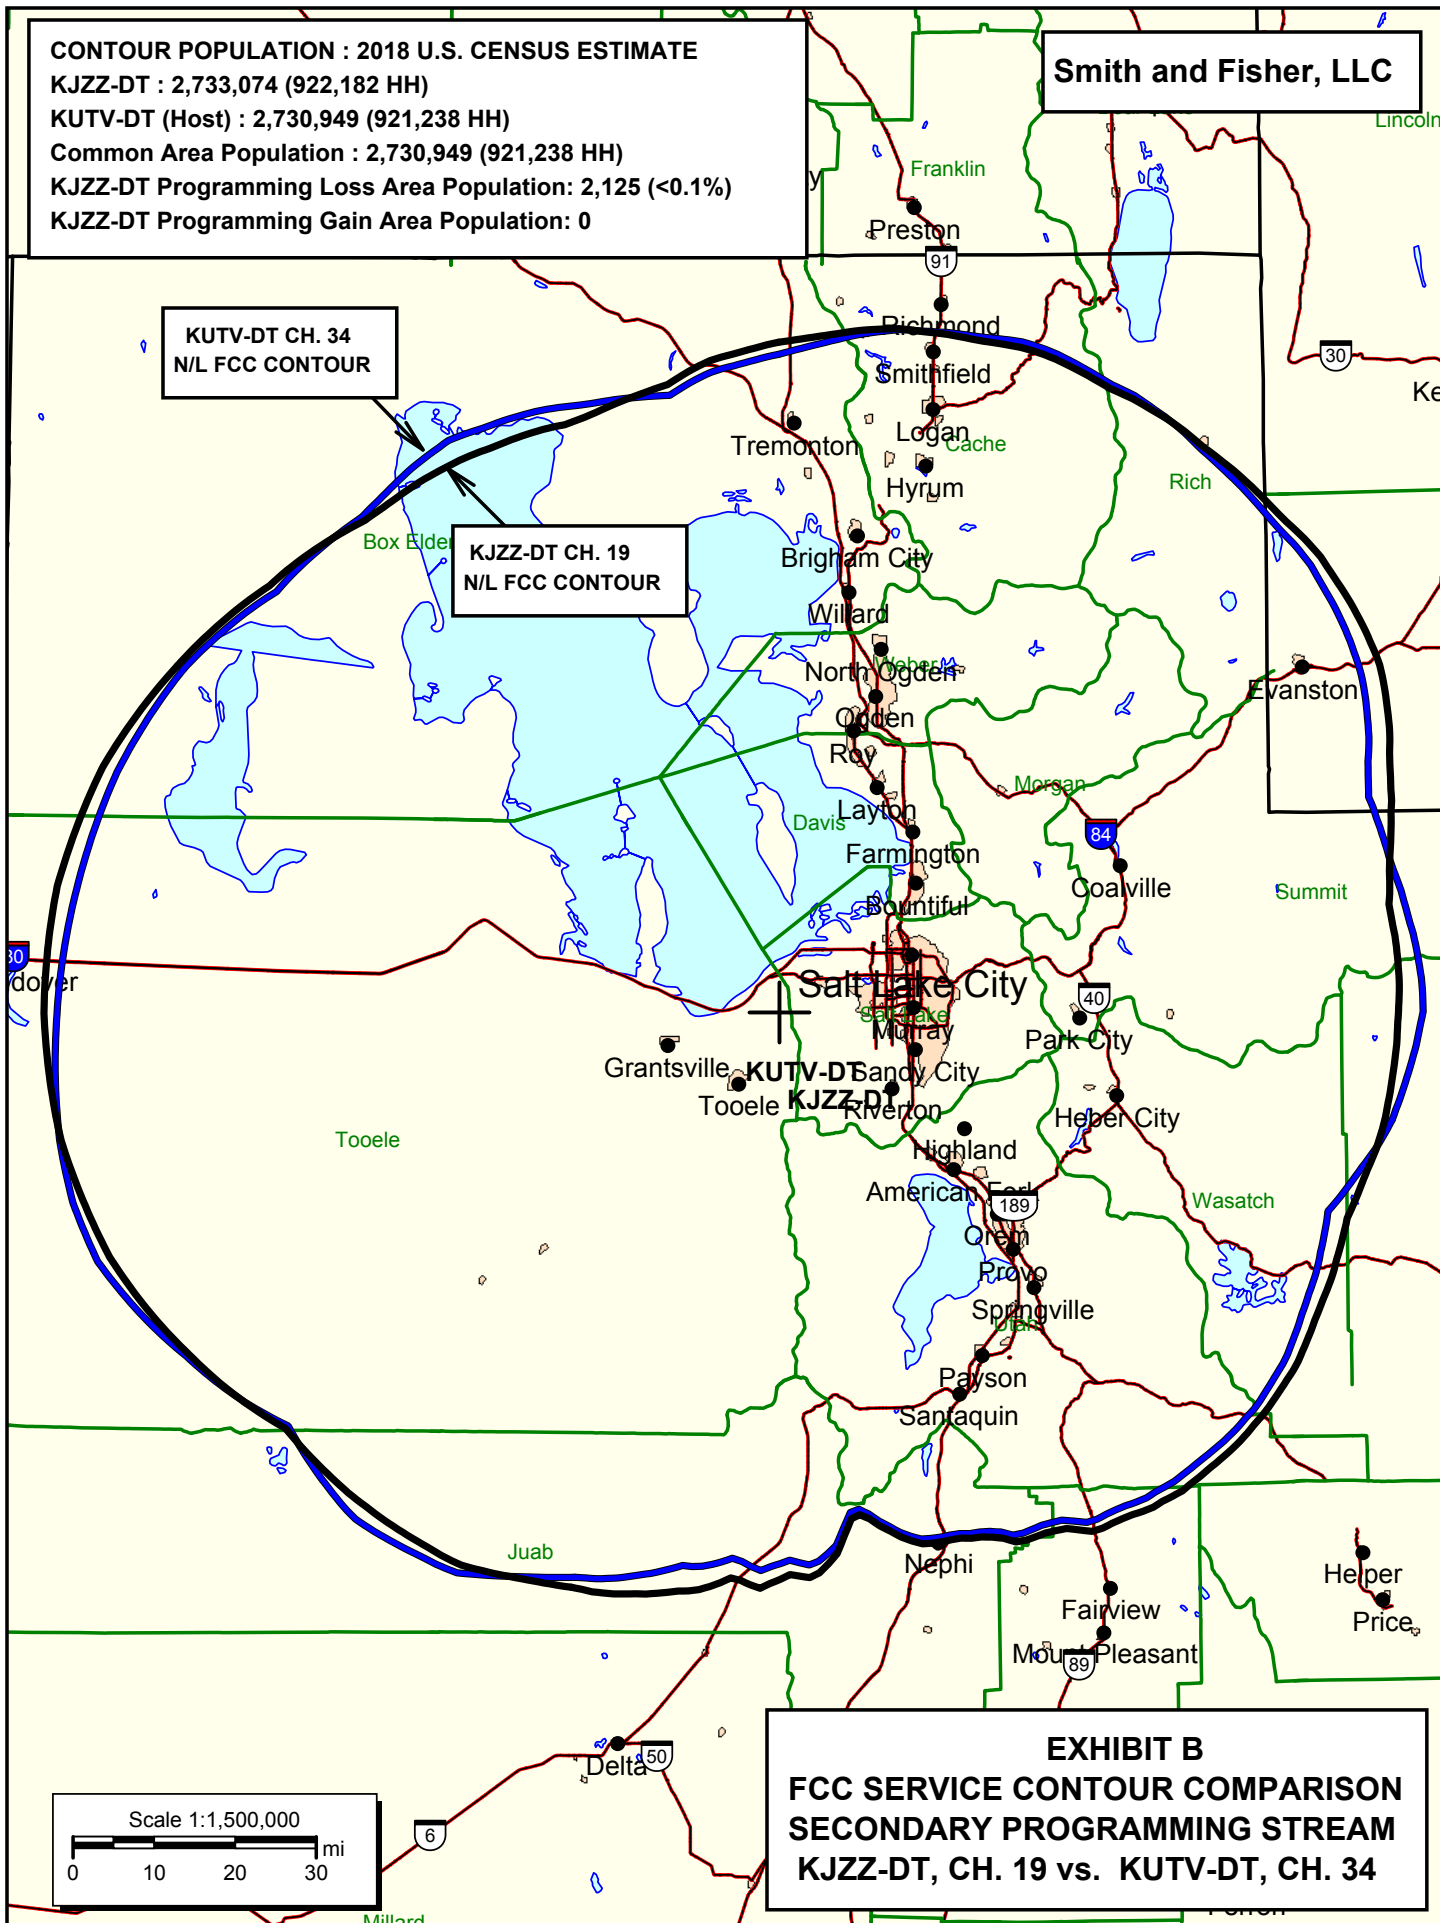 CONTOUR POPULATION : 2018 U.S. CENSUS ESTIMATE
KJZZ-DT : 2,733,074 (922,182 HH)
KUTV-DT (Host) : 2,730,949 (921,238 HH)
Common Area Population : 2,730,949 (921,238 HH)
KJZZ-DT Programming Loss Area Population: 2,125 (<0.1%)
KJZZ-DT Programming Gain Area Population: 0
Smith and Fisher, LLC
Lincoln
Franklin
Preston
91
Richmond
KUTV-DT CH. 34
N/L FCC CONTOUR
30
Smithfield
Ke
Logan
Cache
Tremonton
Hyrum
Rich
Box Elder
KJZZ-DT CH. 19
N/L FCC CONTOUR
Brigham City
Willard
Weber
North Ogden
Evanston
Ogden
Roy
Morgan
Layton
Davis
84
Farmington
Coalville
Summit
Bountiful
80
dover
Salt Lake City
40
Salt Lake
Murray
Park City
Grantsville
KUTV-DT
Sandy City
Tooele
KJZZ-DT
Riverton
Heber City
Tooele
Highland
American Fork
189
Wasatch
Orem
Provo
Springville
Utah
Payson
Santaquin
Juab
Nephi
Helper
Fairview
Price
Mount Pleasant
89
Delta
50
6
Scale 1:1,500,000
mi
0 10 20 30
EXHIBIT B
FCC SERVICE CONTOUR COMPARISON
SECONDARY PROGRAMMING STREAM
KJZZ-DT, CH. 19 vs. KUTV-DT, CH. 34
Millard